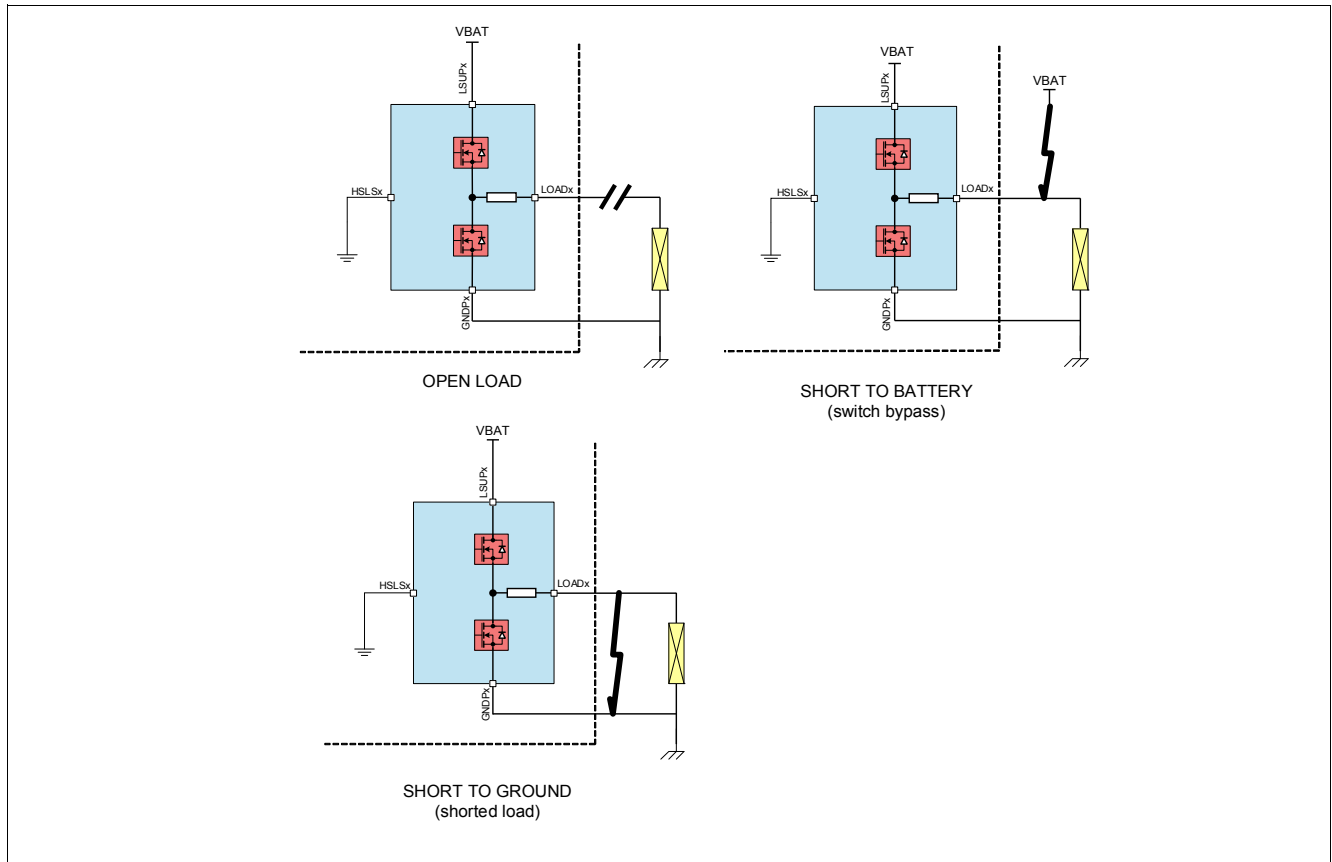 VBAT
LSUPx
HSLSx
LOADx
GNDPx
OPEN LOAD
VBAT
LSUPx
VBAT
HSLSx
LOADx
GNDPx
SHORT TO BATTERY
(switch bypass)
VBAT
LSUPx
HSLSx
LOADx
GNDPx
SHORT TO GROUND
(shorted load)